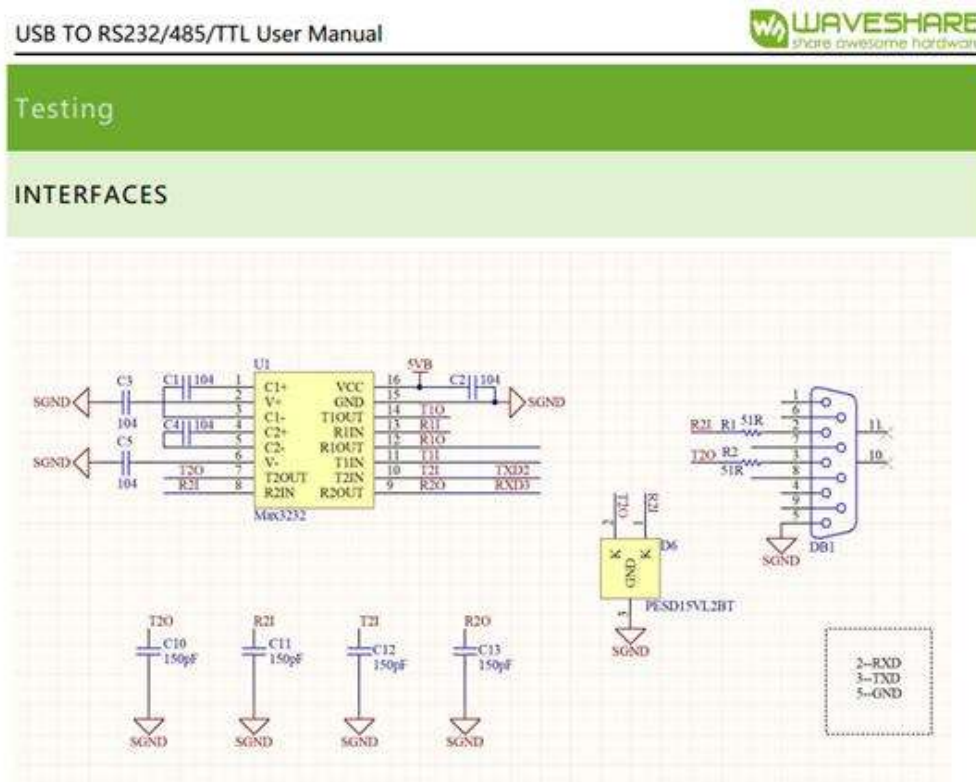 USB TO RS232/485/TTL User Manual
WAVESHARE
share awesome hardware
Testing
INTERFACES
U1
5VB
C3
C1 104
1 C1+ VCC 16
C2 104
SGND
2 V+ GND 15
SGND
104
3 C1- T1OUT 14 T1O
C4 104
4 C2+ R1IN 13 R1I
C5
5 C2- R1OUT 12 R1O
SGND
6 V- T1IN 11 T1I
104
T2O 7 T2OUT T2IN 10 T2I TXD2
R2I 8 R2IN R2OUT 9 R2O RXD3
Max3232
1
6
R2I R1 51R 2
7
11
T2O R2 3
51R
8
10
4
9
5
SGND
DB1
T2O
R2I
2
1
K
K
GND
D6
3
PESD15VL2BT
SGND
T2O R2I T2I R2O
C10 C11 C12 C13
150pF 150pF 150pF 150pF
SGND SGND SGND SGND
2--RXD
3--TXD
5--GND